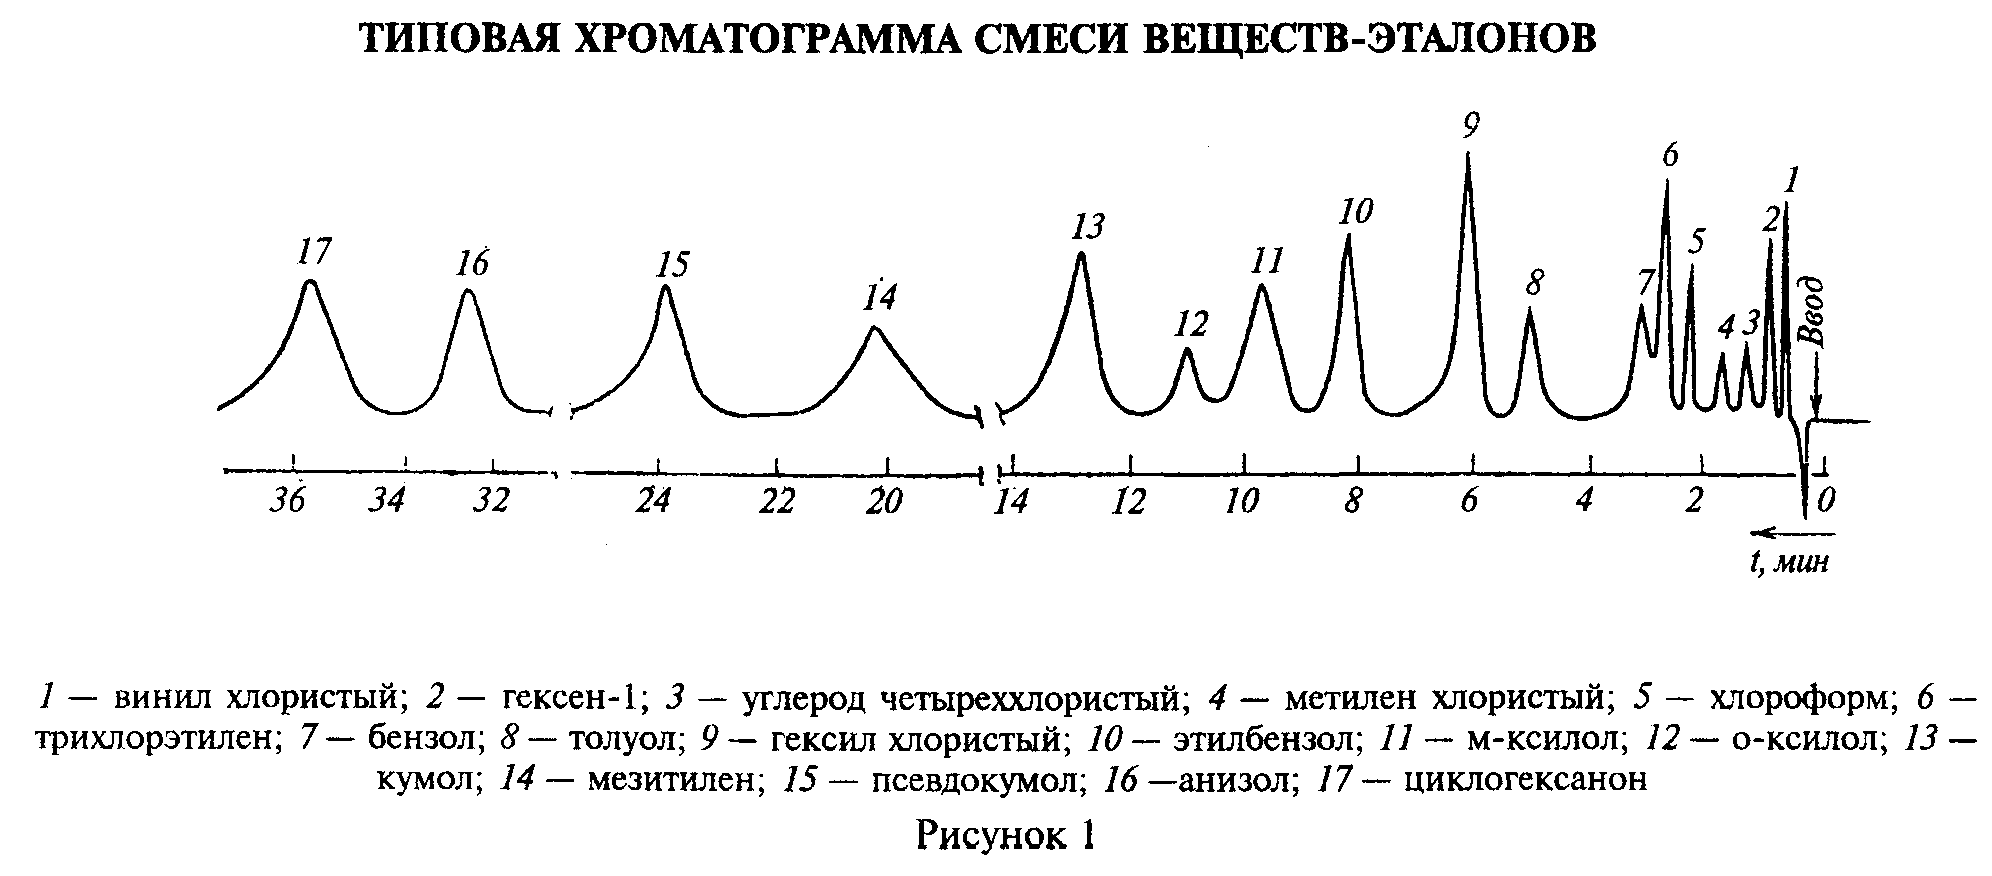 ТИПОВАЯ ХРОМАТОГРАММА СМЕСИ ВЕЩЕСТВ-ЭТАЛОНОВ
17 16 15 14 13 12 11 10 9 8 7 6 5 4 3 2 1
Ввод
36 34 32 24 22 20 14 12 10 8 6 4 2 0
t, мин
1 — винил хлористый; 2 — гексен-1; 3 — углерод четыреххлористый; 4 — метилен хлористый; 5 — хлороформ; 6 —
трихлорэтилен; 7 — бензол; 8 — толуол; 9 — гексил хлористый; 10 — этилбензол; 11 — м-ксилол; 12 — о-ксилол; 13 —
кумол; 14 — мезитилен; 15 — псевдокумол; 16 —анизол; 17 — циклогексанон
Рисунок 1